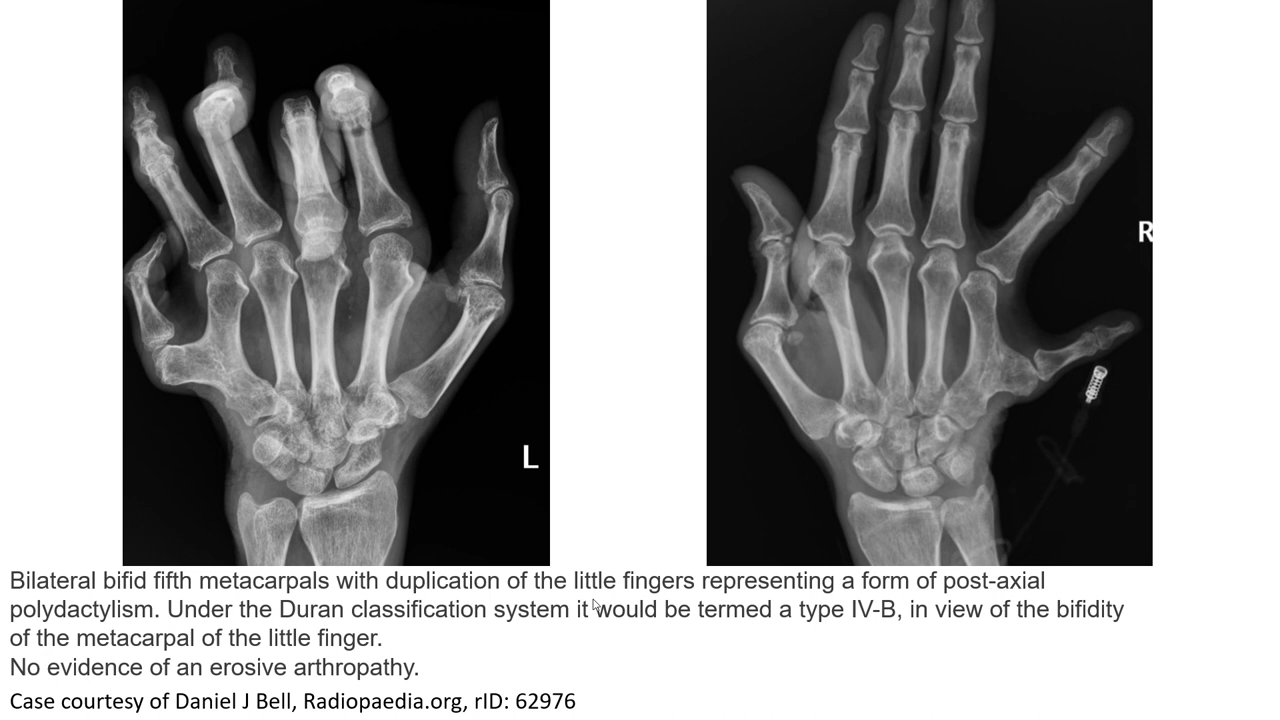 R
L
Bilateral bifid fifth metacarpals with duplication of the little fingers representing a form of post-axial
polydactylism. Under the Duran classification system it would be termed a type IV-B, in view of the bifidity
of the metacarpal of the little finger.
No evidence of an erosive arthropathy.
Case courtesy of Daniel J Bell, Radiopaedia.org, rID: 62976